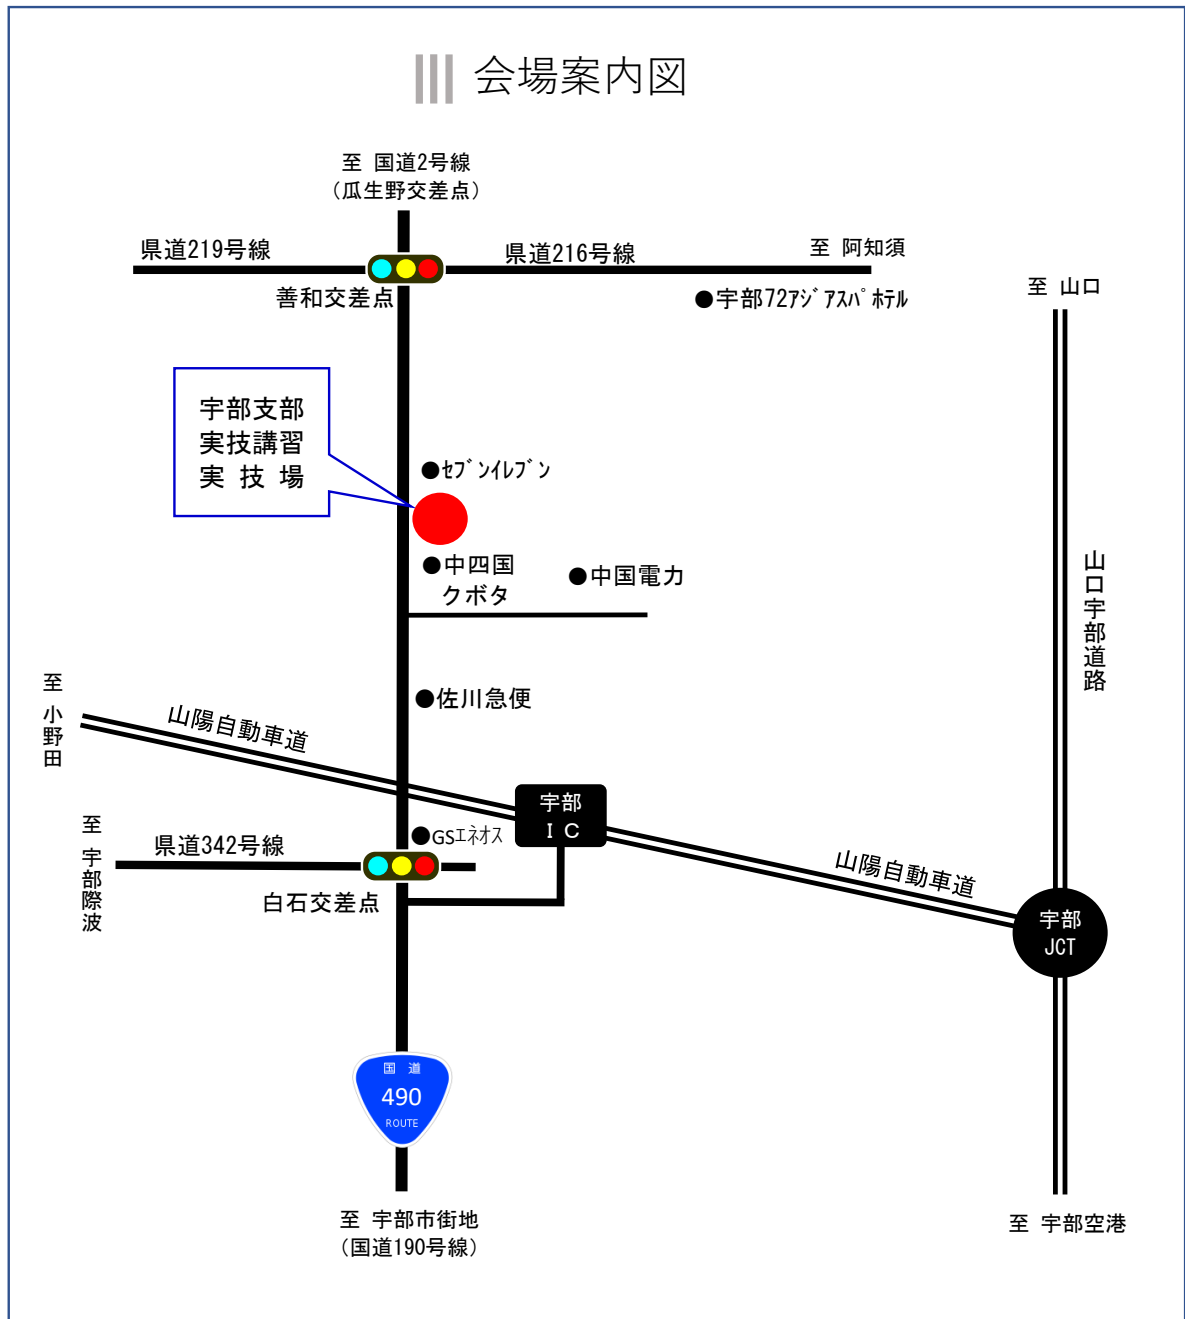 会場案内図
至 国道2号線
(瓜生野交差点)
県道219号線
県道216号線
至 阿知須
善和交差点
●宇部72ｱｼﾞｱｽﾊﾟﾎﾃﾙ
至 山口
宇部支部
実技講習
実 技 場
●ｾﾌﾞﾝｲﾚﾌﾞﾝ
●中四国
クボタ
●中国電力
山口宇部道路
●佐川急便
至 小野田
山陽自動車道
宇部
ＩＣ
●GSｴﾈｵｽ
至 宇部際波
県道342号線
白石交差点
山陽自動車道
宇部
JCT
国 道
490
ROUTE
至 宇部市街地
(国道190号線)
至 宇部空港